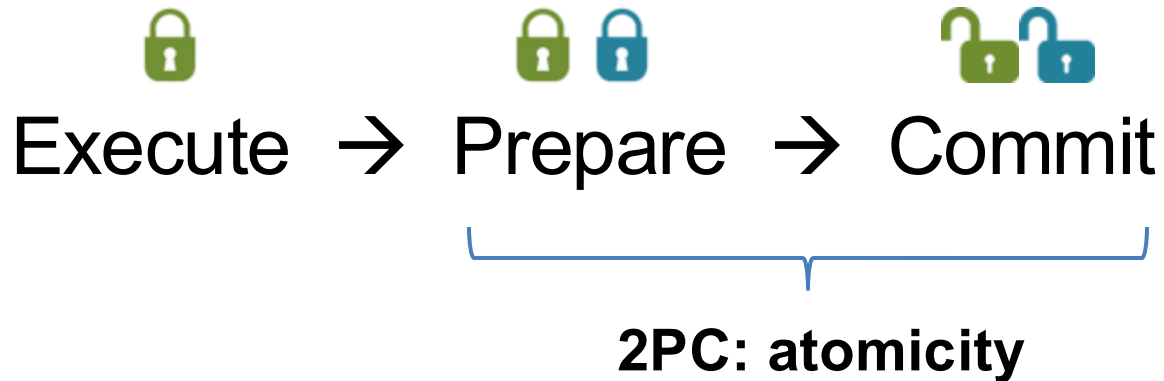 Execute → Prepare → Commit
2PC: atomicity